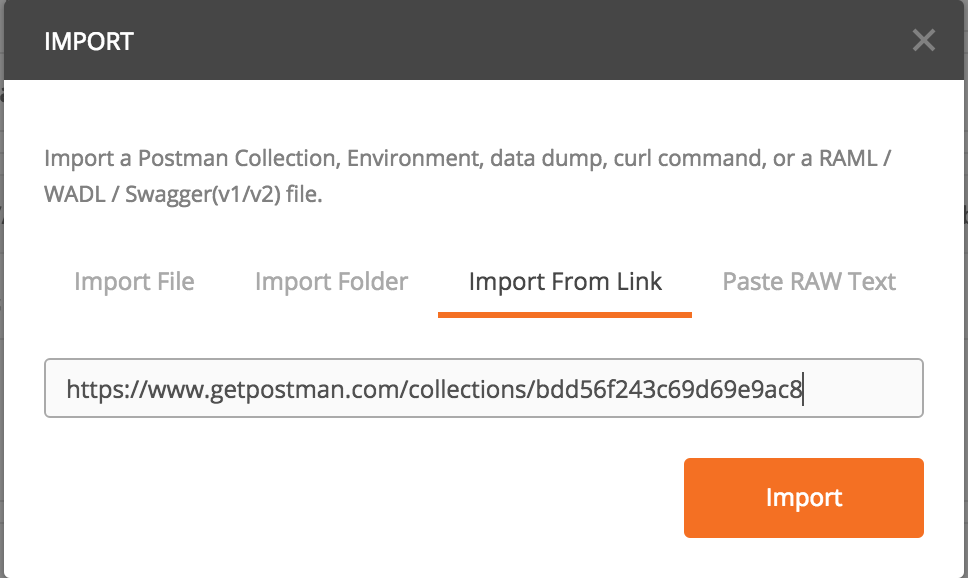 IMPORT
Import a Postman Collection, Environment, data dump, curl command, or a RAML /
WADL / Swagger(v1/v2) file.
Import File Import Folder Import From Link Paste RAW Text
https://www.getpostman.com/collections/bdd56f243c69d69e9ac8
Import